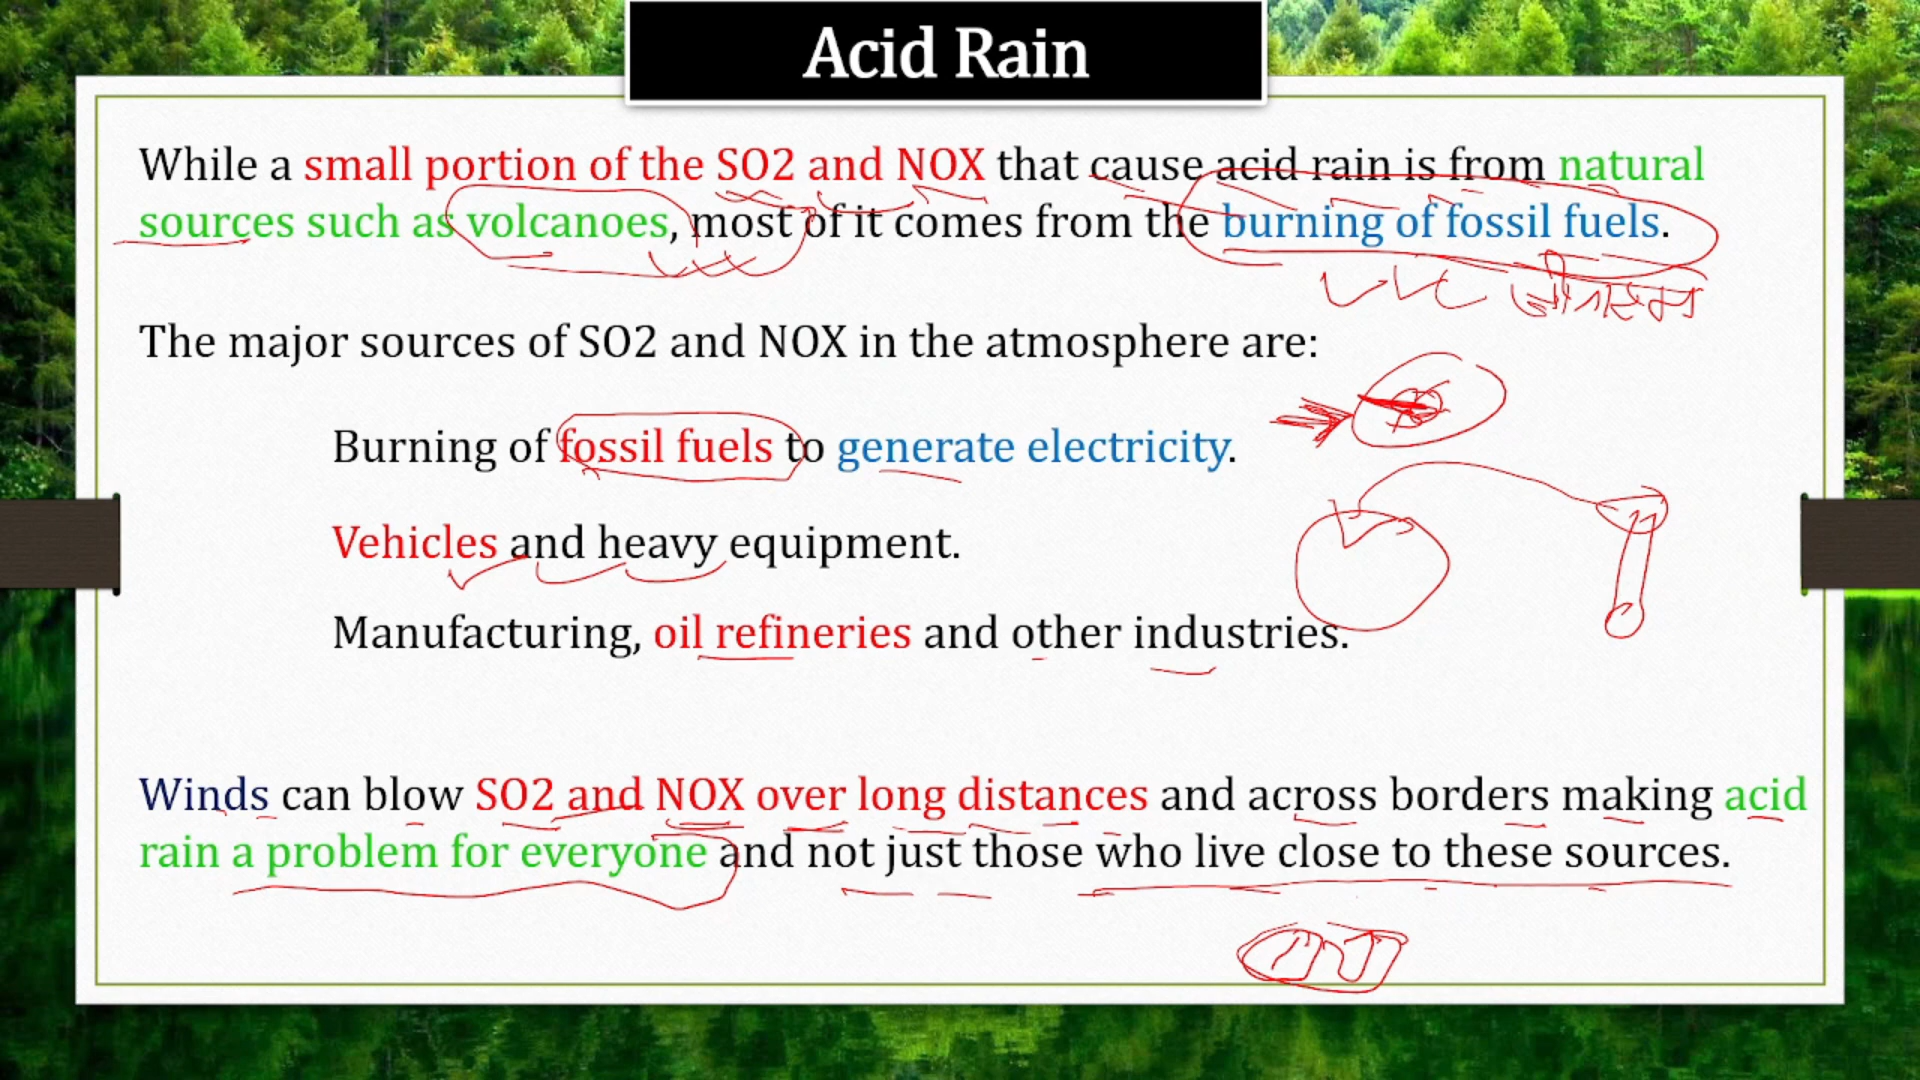 Acid Rain
While a small portion of the SO2 and NOX that cause acid rain is from natural
sources such as volcanoes, most of it comes from the burning of fossil fuels.
The major sources of SO2 and NOX in the atmosphere are:
Burning of fossil fuels to generate electricity.
Vehicles and heavy equipment.
Manufacturing, oil refineries and other industries.
Winds can blow SO2 and NOX over long distances and across borders making acid
rain a problem for everyone and not just those who live close to these sources.